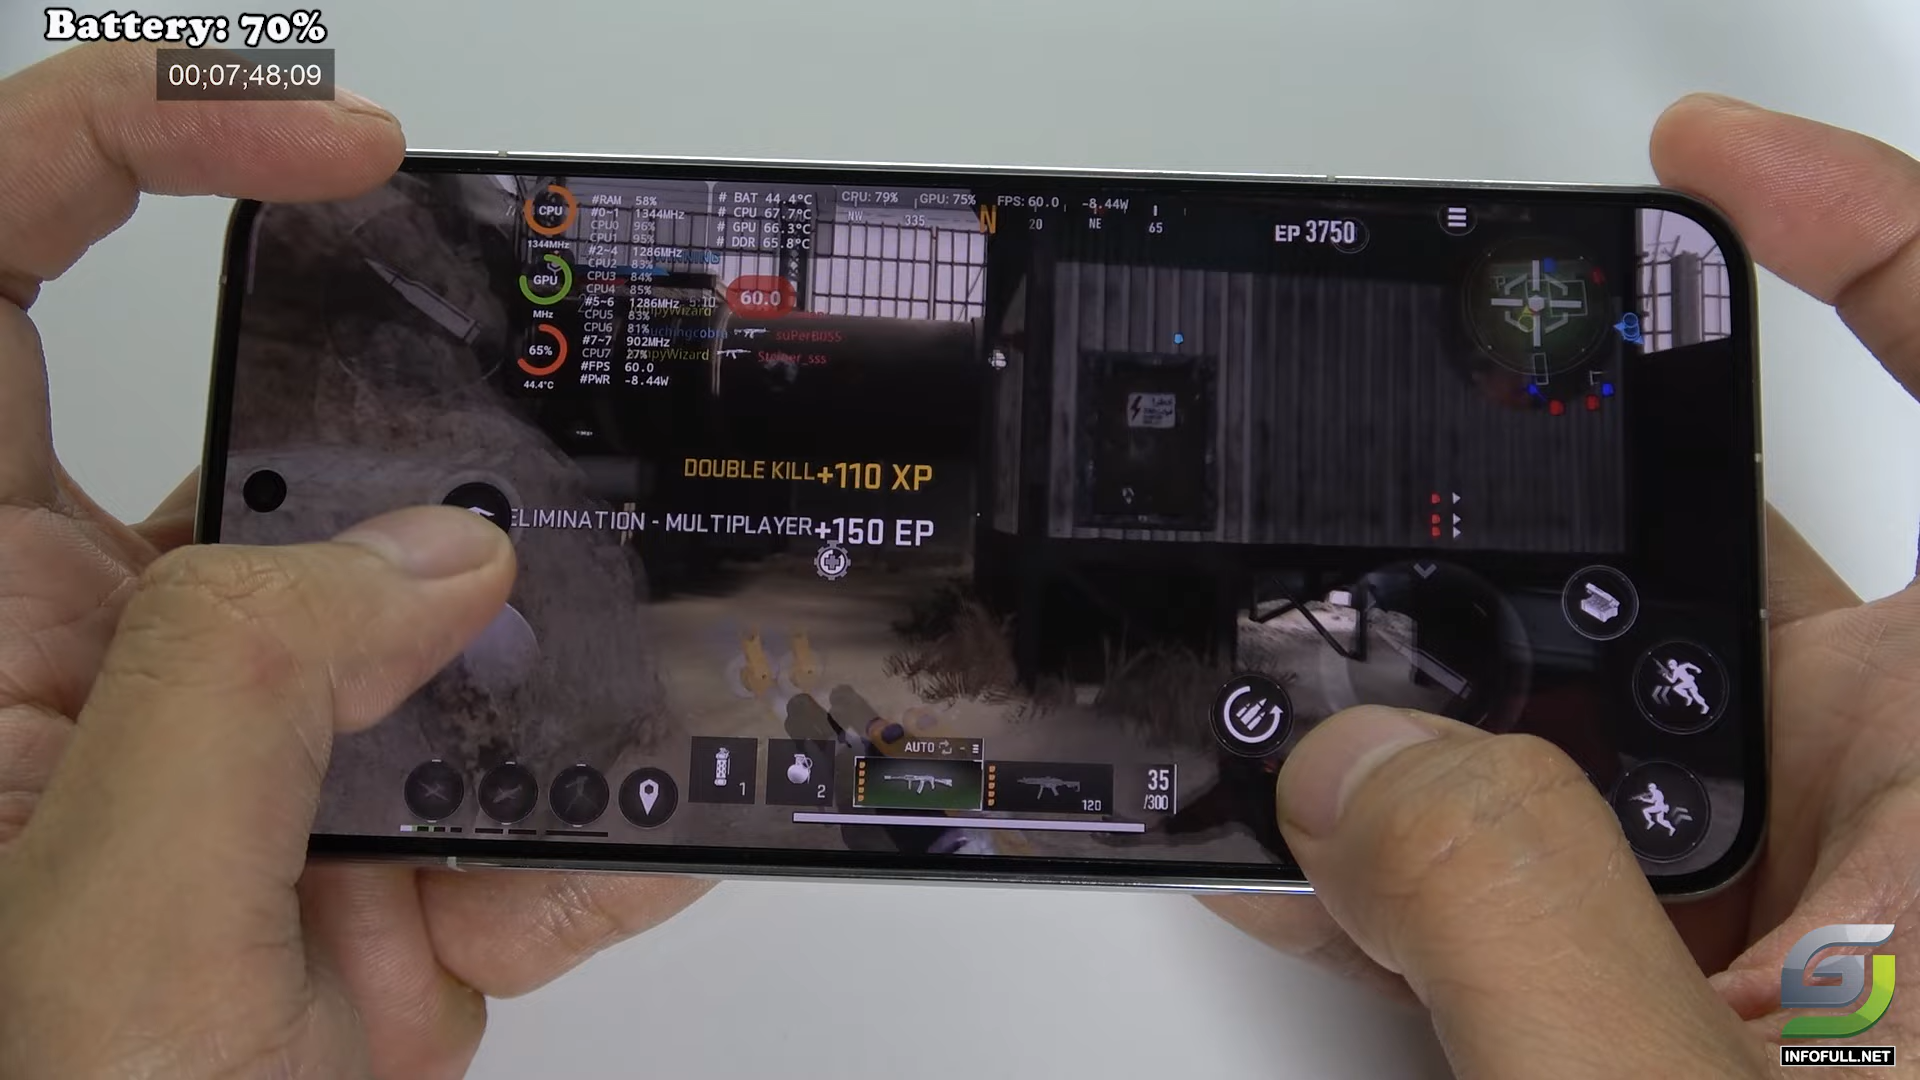 Battery: 70%
00;07;48;09
CPU
1344MHz
GPU
MHz
65%
44.4°C
#RAM 58%
#0~1 1344MHz
CPU0 96%
CPU1 95%
#2~4 1286MHz
CPU2 83%
CPU3 84%
CPU4 85%
#5~6 1286MHz 5:10
CPU5 83%
CPU6 81%
#7~7 902MHz
CPU7 27%
#FPS 60.0
#PWR -8.44W
# BAT 44.4°C
# CPU 67.7°C
# GPU 66.3°C
# DDR 65.8°C
CPU: 79% GPU: 75% FPS: 60.0 -8.44W
NW 335 N 20 NE 65
60.0
suPerB0SS
EP 3750
DOUBLE KILL+110 XP
ELIMINATION - MULTIPLAYER+150 EP
AUTO
1
2
120
35
/300
INFOFULL.NET